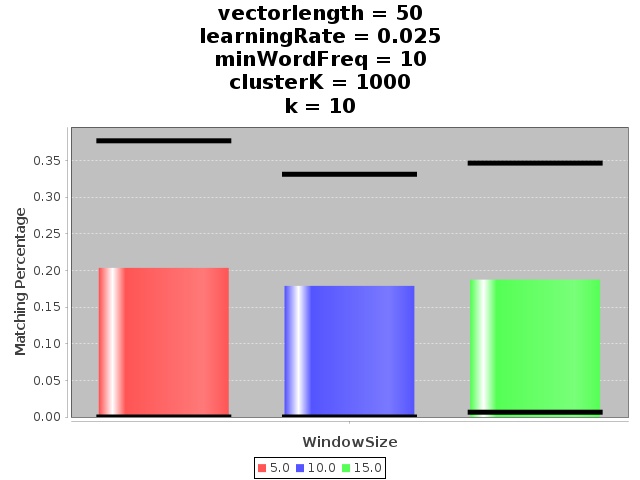 vectorlength = 50
learningRate = 0.025
minWordFreq = 10
clusterK = 1000
k = 10
0.35
0.30
0.25
0.20
0.15
0.10
0.05
0.00
Matching Percentage
WindowSize
5.0 10.0 15.0